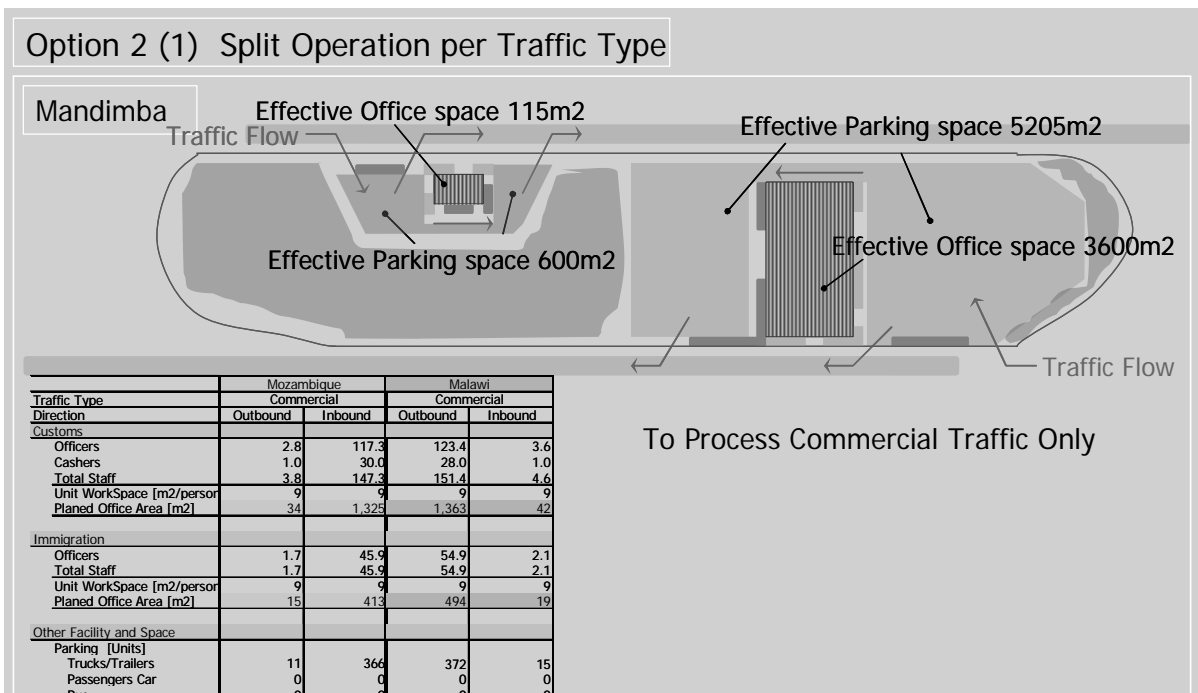 Option 2 (1) Split Operation per Traffic Type
Mandimba
Effective Office space 115m2
Traffic Flow
Effective Parking space 5205m2
Effective Office space 3600m2
Effective Parking space 600m2
Traffic Flow
To Process Commercial Traffic Only
Mozambique Malawi
Traffic Type Commercial Commercial
Direction Outbound Inbound Outbound Inbound
Customs
Officers 2.8 117.3 123.4 3.6
Cashers 1.0 30.0 28.0 1.0
Total Staff 3.8 147.3 151.4 4.6
Unit WorkSpace [m2/person 9 9 9 9
Planed Office Area [m2] 34 1,325 1,363 42
Immigration
Officers 1.7 45.9 54.9 2.1
Total Staff 1.7 45.9 54.9 2.1
Unit WorkSpace [m2/person 9 9 9 9
Planed Office Area [m2] 15 413 494 19
Other Facility and Space
Parking [Units]
Trucks/Trailers 11 366 372 15
Passengers Car 0 0 0 0